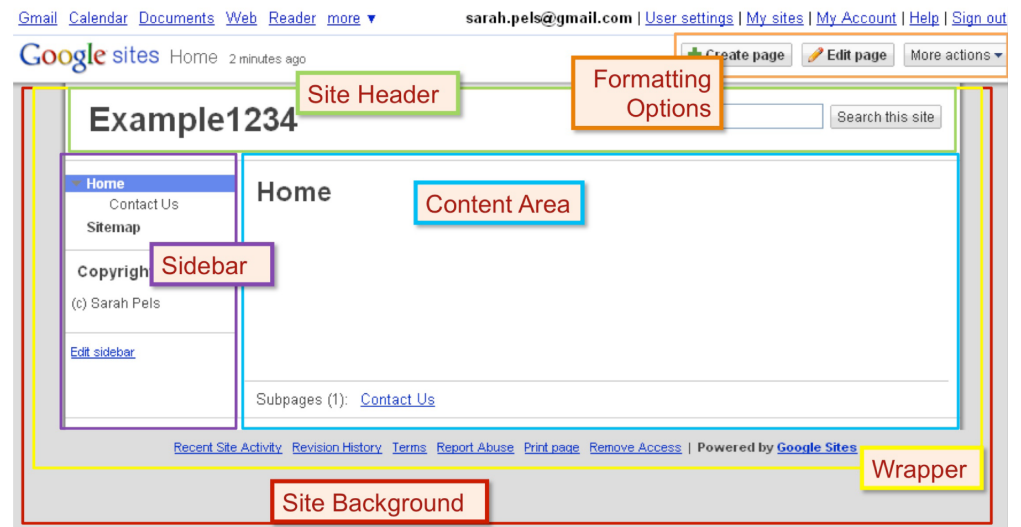 Gmail Calendar Documents Web Reader more ▼ sarah.pels@gmail.com | User settings | My sites | My Account | Help | Sign out
Google sites Home 2 minutes ago Create page Edit page More actions
Site Header
Formatting
Options
Example1234 Search this site
Home
Contact Us
Sitemap
Home
Content Area
Sidebar
(c) Sarah Pels
Edit sidebar
Subpages (1): Contact Us
Recent Site Activity Revision History Terms Report Abuse Print page Remove Access | Powered by Google Sites
Wrapper
Site Background